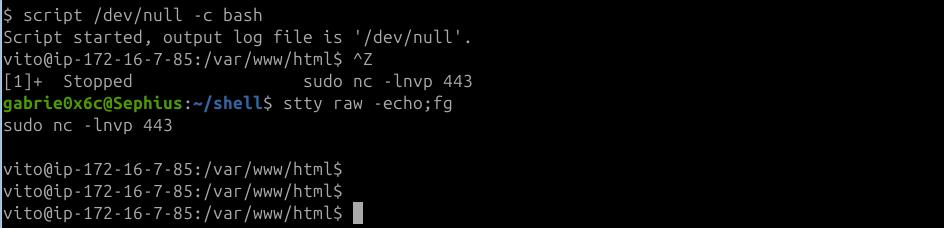 $ script /dev/null -c bash
Script started, output log file is '/dev/null'.
vito@ip-172-16-7-85:/var/www/html$ ^Z
[1]+  Stopped                 sudo nc -lnvp 443
gabrie0x6c@Sephius:~/shell$ stty raw -echo;fg
sudo nc -lnvp 443
vito@ip-172-16-7-85:/var/www/html$
vito@ip-172-16-7-85:/var/www/html$
vito@ip-172-16-7-85:/var/www/html$